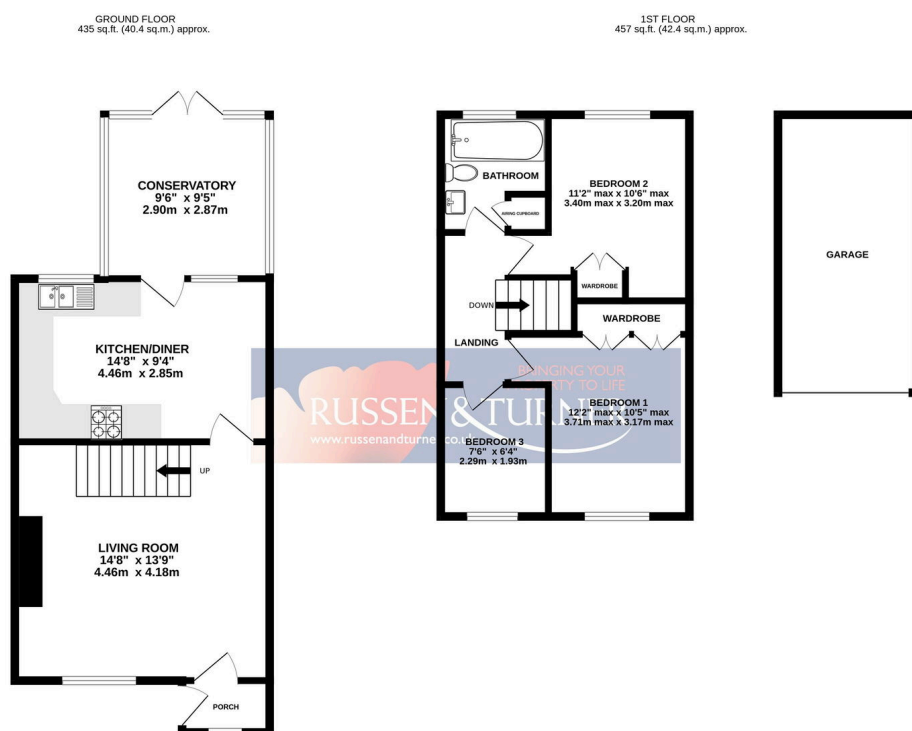 GROUND FLOOR
435 sq.ft. (40.4 sq.m.) approx.
1ST FLOOR
457 sq.ft. (42.4 sq.m.) approx.
CONSERVATORY
9'6" x 9'5"
2.90m x 2.87m
KITCHEN/DINER
14'8" x 9'4"
4.46m x 2.85m
UP
LIVING ROOM
14'8" x 13'9"
4.46m x 4.18m
PORCH
BATHROOM
AIRING CUPBOARD
BEDROOM 2
11'2" max x 10'6" max
3.40m max x 3.20m max
WARDROBE
DOWN
WARDROBE
LANDING
BEDROOM 1
12'2" max x 10'5" max
3.71m max x 3.17m max
BEDROOM 3
7'6" x 6'4"
2.29m x 1.93m
GARAGE
BRINGING YOUR
TO LIFE
RUSSEN &
www.russenandturner.co.uk